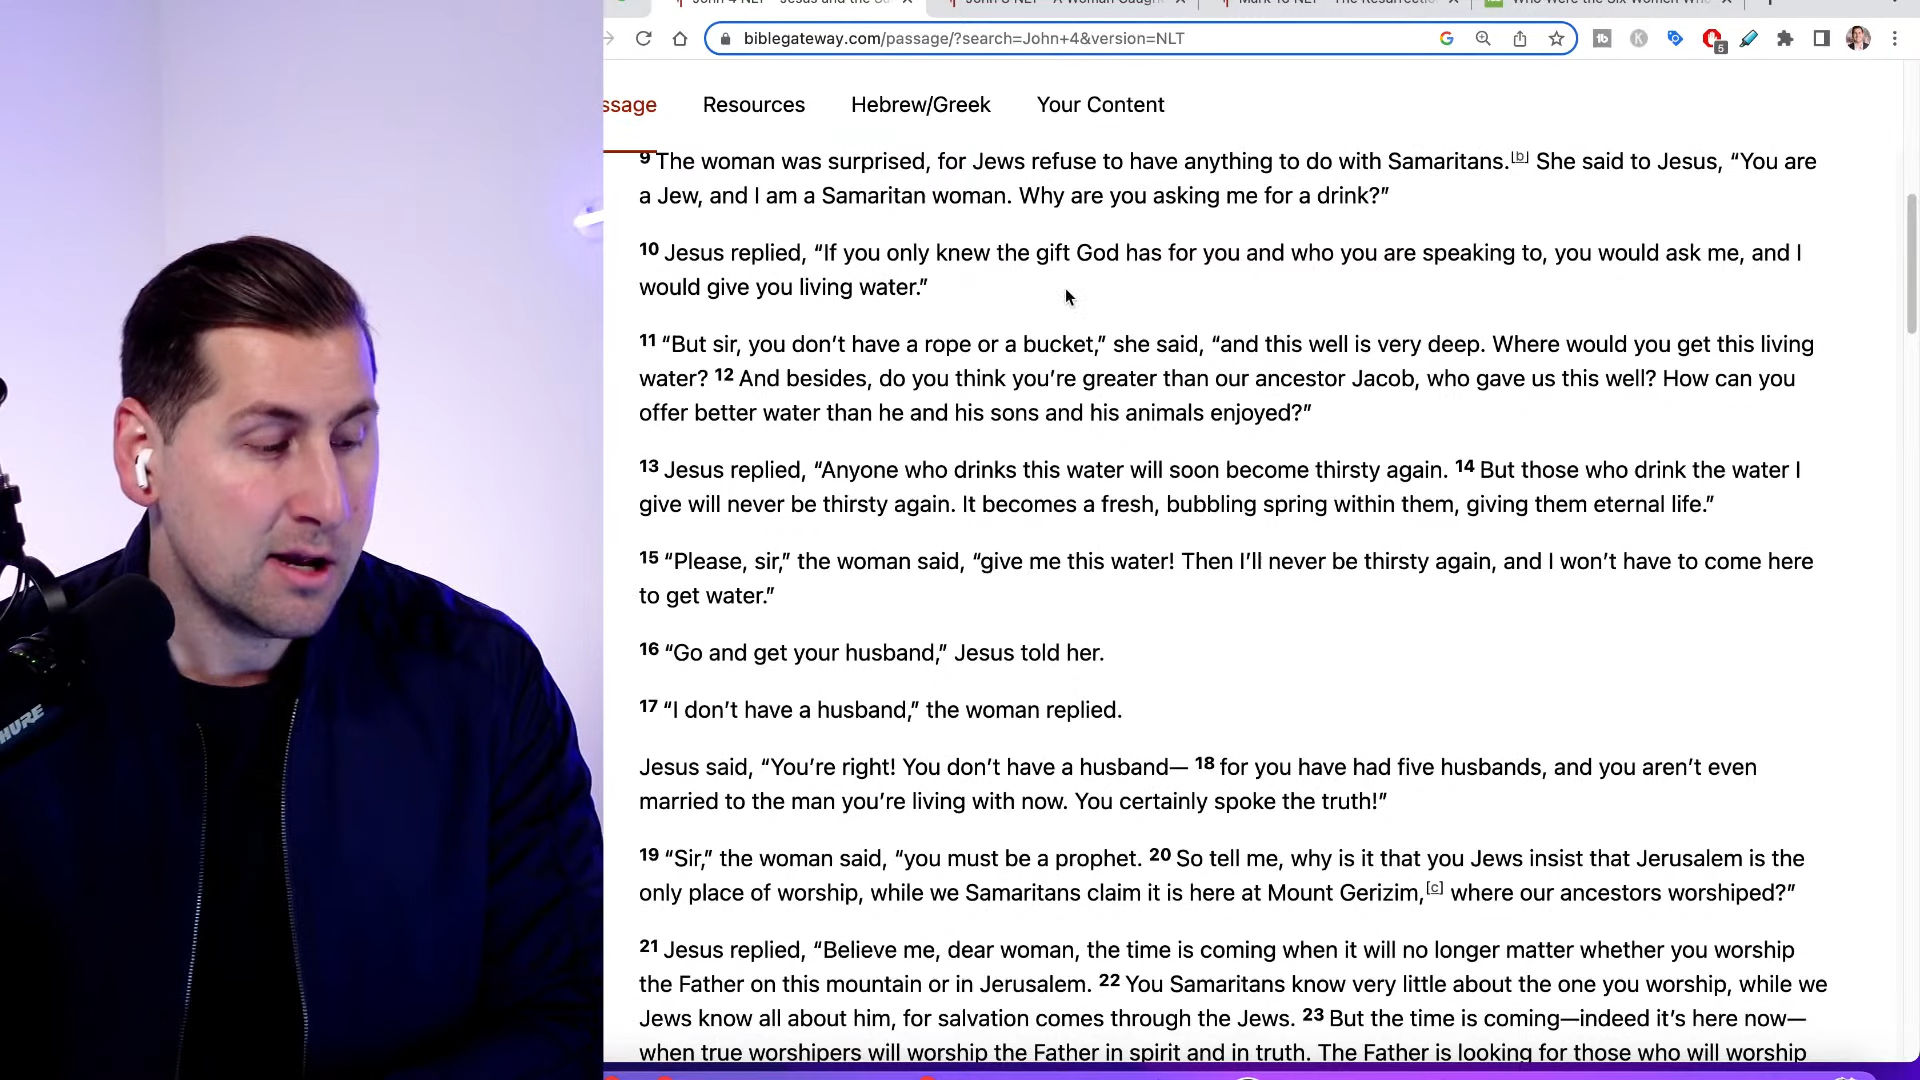 biblegateway.com/passage/?search=John+4&version=NLT
5
ssage Resources Hebrew/Greek Your Content
9 The woman was surprised, for Jews refuse to have anything to do with Samaritans.[b] She said to Jesus, “You are
a Jew, and I am a Samaritan woman. Why are you asking me for a drink?”
10 Jesus replied, “If you only knew the gift God has for you and who you are speaking to, you would ask me, and I
would give you living water.”
11 “But sir, you don’t have a rope or a bucket,” she said, “and this well is very deep. Where would you get this living
water? 12 And besides, do you think you’re greater than our ancestor Jacob, who gave us this well? How can you
offer better water than he and his sons and his animals enjoyed?”
13 Jesus replied, “Anyone who drinks this water will soon become thirsty again. 14 But those who drink the water I
give will never be thirsty again. It becomes a fresh, bubbling spring within them, giving them eternal life.”
15 “Please, sir,” the woman said, “give me this water! Then I’ll never be thirsty again, and I won’t have to come here
to get water.”
16 “Go and get your husband,” Jesus told her.
17 “I don’t have a husband,” the woman replied.
Jesus said, “You’re right! You don’t have a husband— 18 for you have had five husbands, and you aren’t even
married to the man you’re living with now. You certainly spoke the truth!”
19 “Sir,” the woman said, “you must be a prophet. 20 So tell me, why is it that you Jews insist that Jerusalem is the
only place of worship, while we Samaritans claim it is here at Mount Gerizim,[c] where our ancestors worshiped?”
21 Jesus replied, “Believe me, dear woman, the time is coming when it will no longer matter whether you worship
the Father on this mountain or in Jerusalem. 22 You Samaritans know very little about the one you worship, while we
Jews know all about him, for salvation comes through the Jews. 23 But the time is coming—indeed it’s here now—
when true worshipers will worship the Father in spirit and in truth. The Father is looking for those who will worship
SHURE